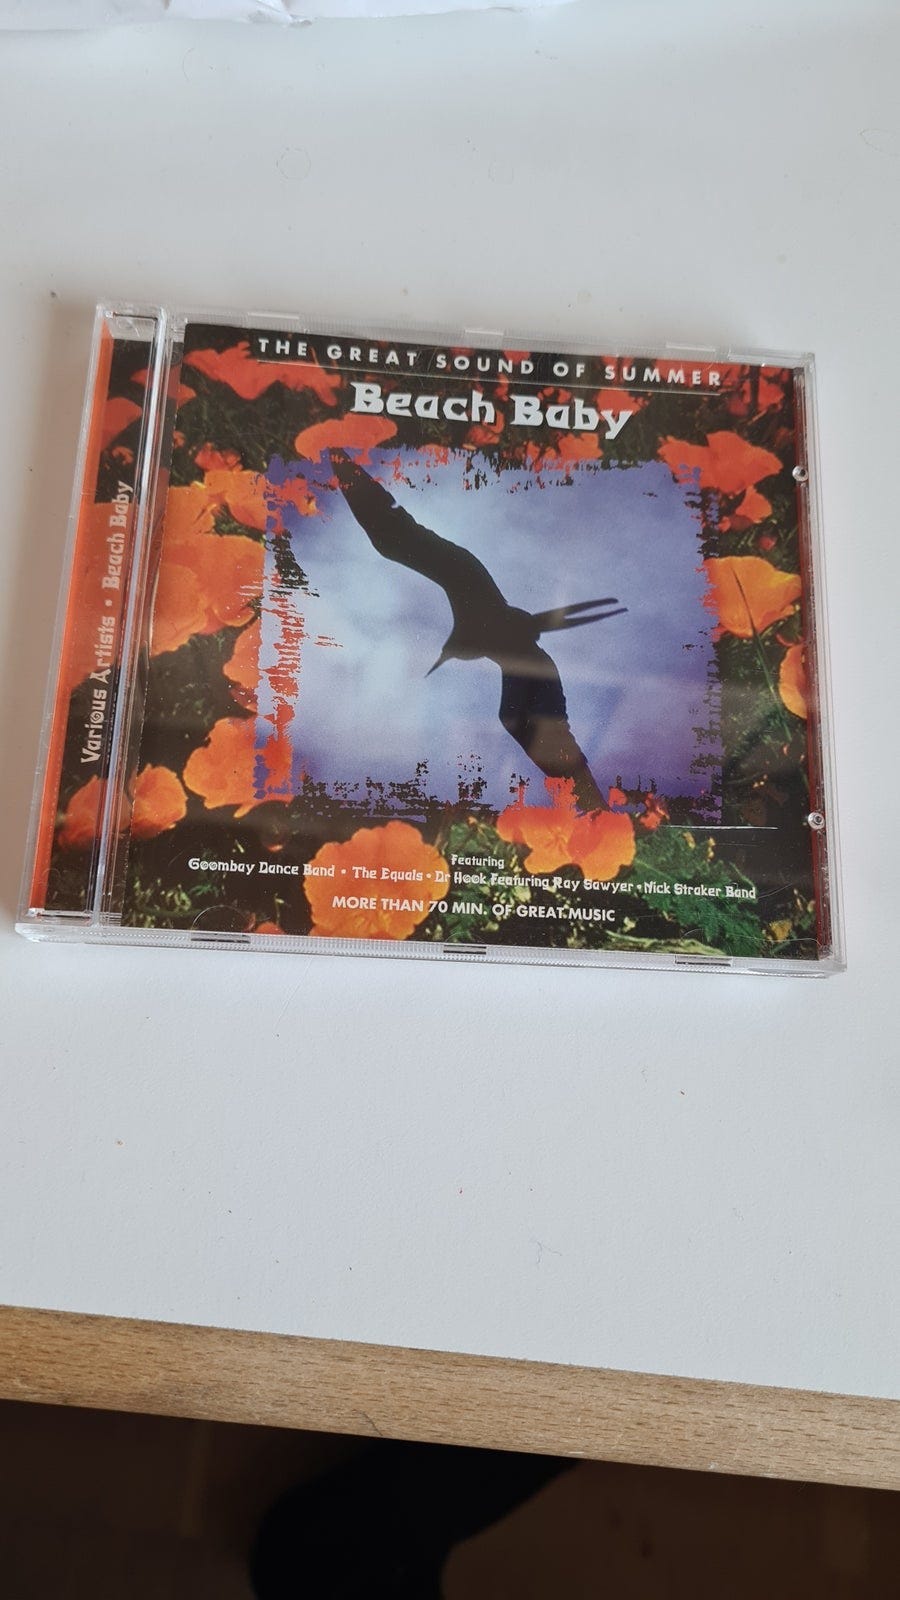 THE GREAT SOUND OF SUMMER
Beach Baby
Various Artists • Beach Baby
Featuring
Goombay Dance Band • The Equals • Dr Hook Featuring Ray Sawyer • Nick Straker Band
MORE THAN 70 MIN. OF GREAT MUSIC